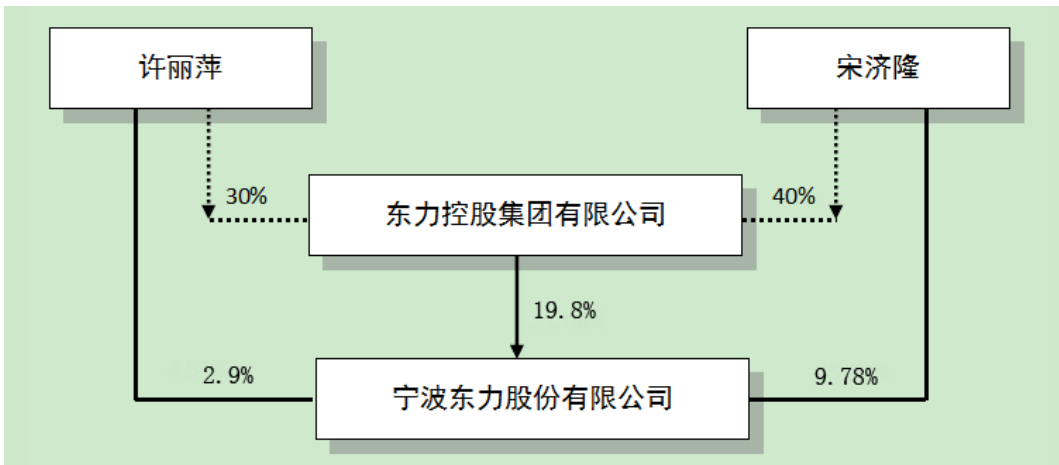 许丽萍
宋济隆
30%
东力控股集团有限公司
40%
19.8%
2.9%
宁波东力股份有限公司
9.78%